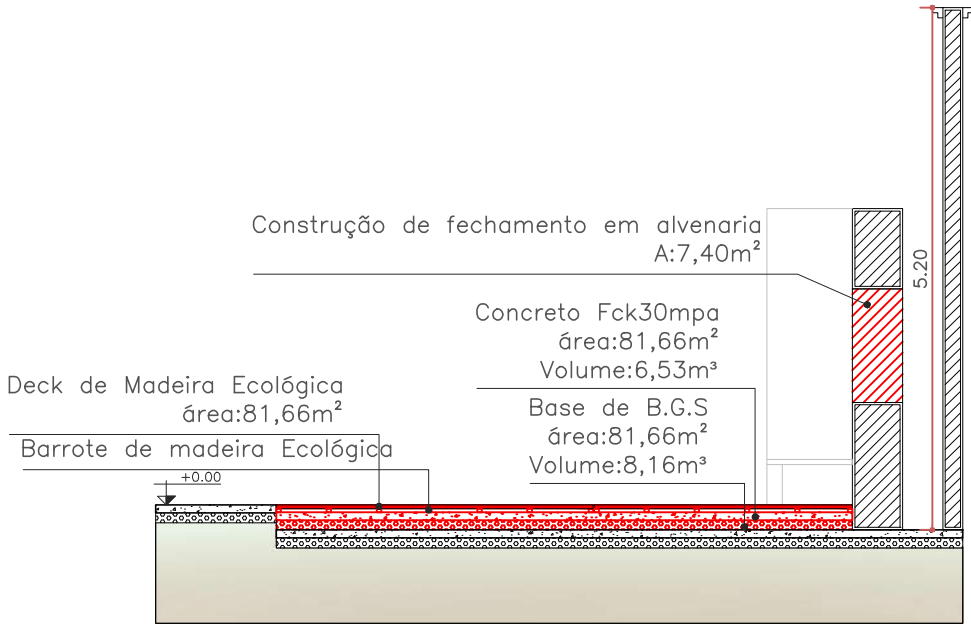 Construção de fechamento em alvenaria
A:7,40m²
5.20
Concreto Fck30mpa
área:81,66m²
Volume:6,53m³
Deck de Madeira Ecológica
área:81,66m²
Base de B.G.S
área:81,66m²
Volume:8,16m³
Barrote de madeira Ecológica
+0.00